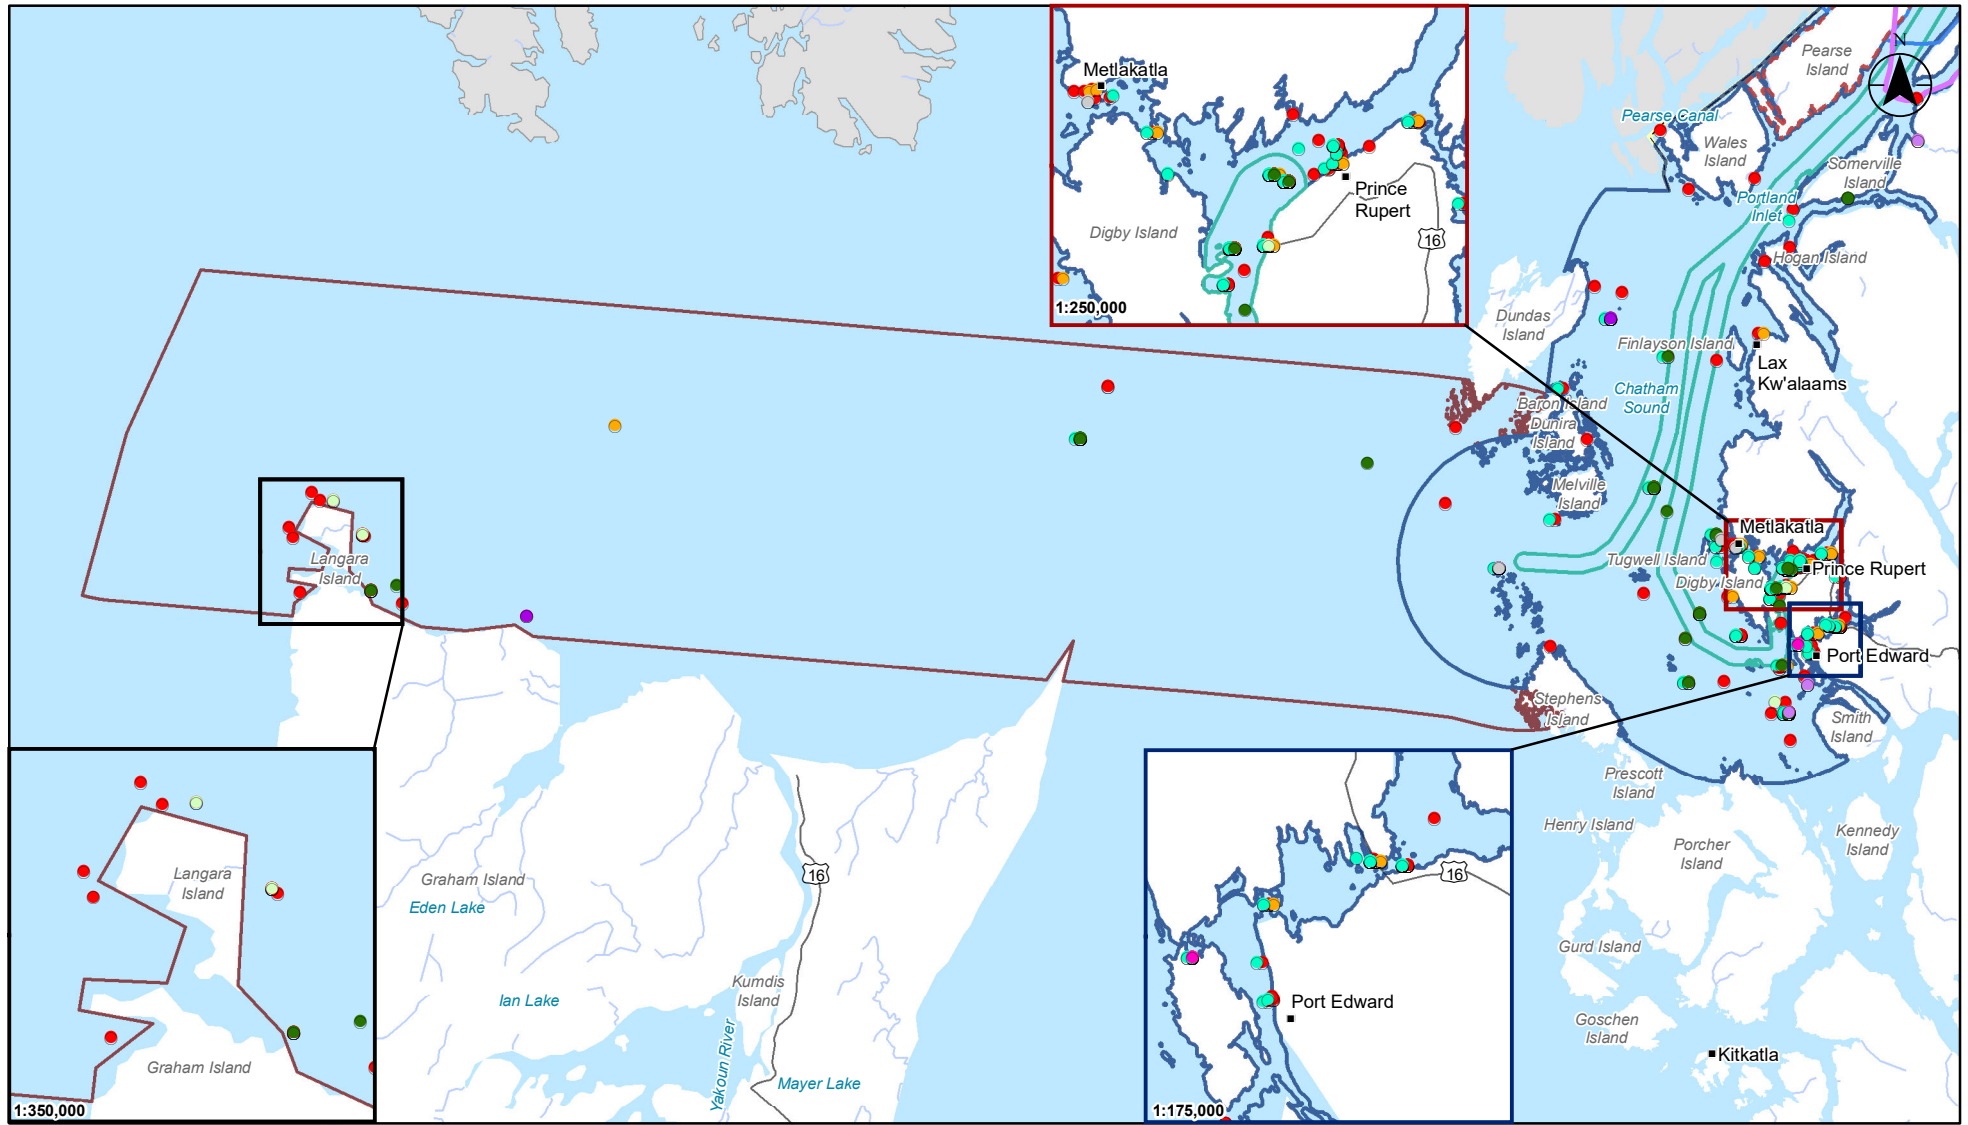 Metlakatla
Prince
Rupert
Digby Island
16
1:250,000
N
Pearse
Island
Pearse Canal
Wales
Island
Somerville
Island
Portland
Inlet
Hogan Island
Dundas
Island
Finlayson Island
Lax
Kw'alaams
Chatham
Sound
Baron Island
Dunira
Island
Melville
Island
Metlakatla
Tugwell Island
Prince Rupert
Digby Island
Port Edward
Langara
Island
Stephens
Island
Smith
Island
Prescott
Island
Henry Island
Porcher
Island
Kennedy
Island
Gurd Island
Goschen
Island
Kitkatla
Langara
Island
Graham Island
1:350,000
Graham Island
Eden Lake
Ian Lake
16
Kumdis
Island
Yakoun River
Mayer Lake
16
Port Edward
1:175,000